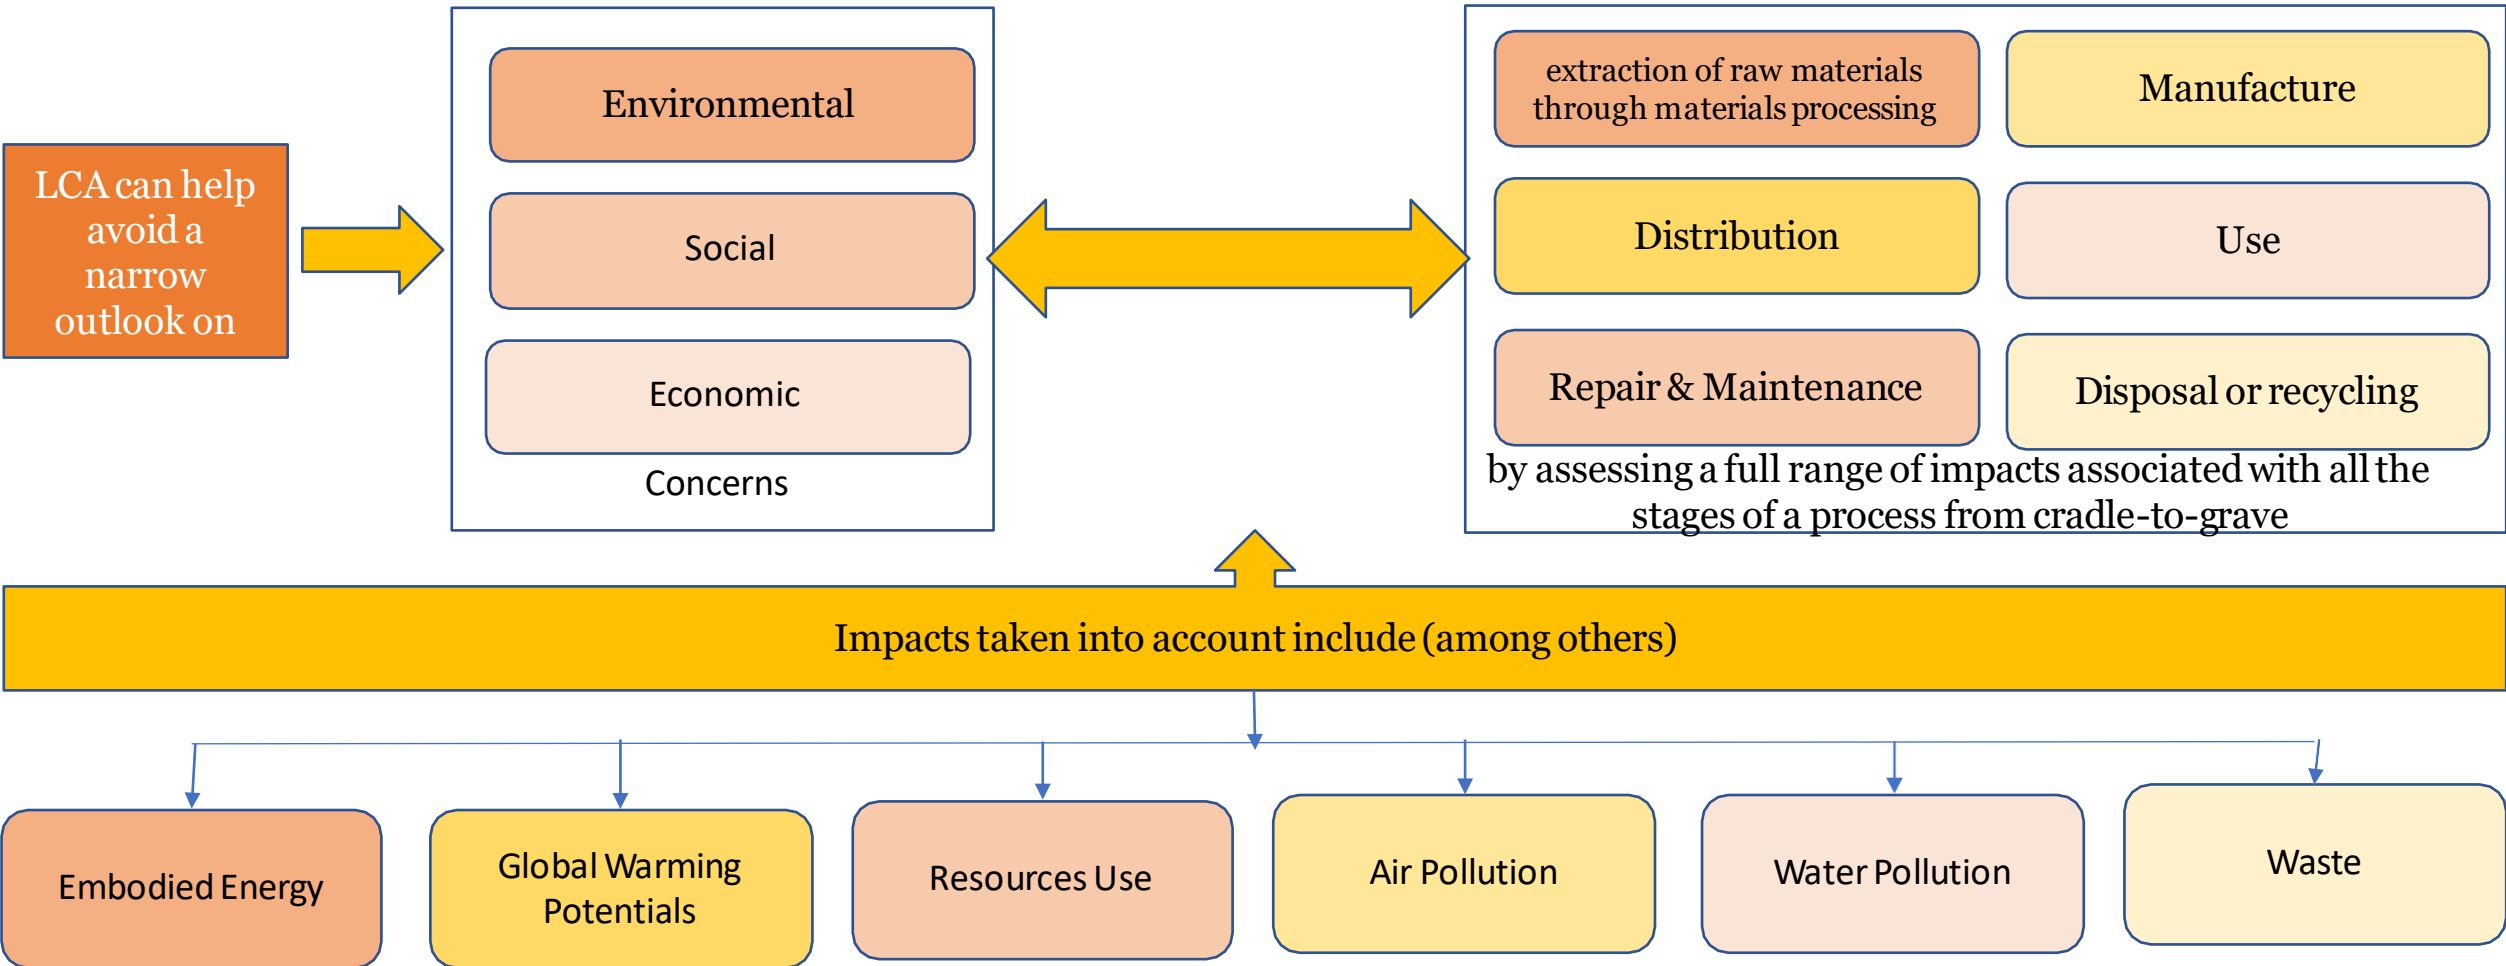 LCA can help
avoid a
narrow
outlook on
Environmental
Social
Economic
Concerns
extraction of raw materials
through materials processing
Manufacture
Distribution
Use
Repair & Maintenance
Disposal or recycling
by assessing a full range of impacts associated with all the
stages of a process from cradle-to-grave
Impacts taken into account include (among others)
Embodied Energy
Global Warming
Potentials
Resources Use
Air Pollution
Water Pollution
Waste